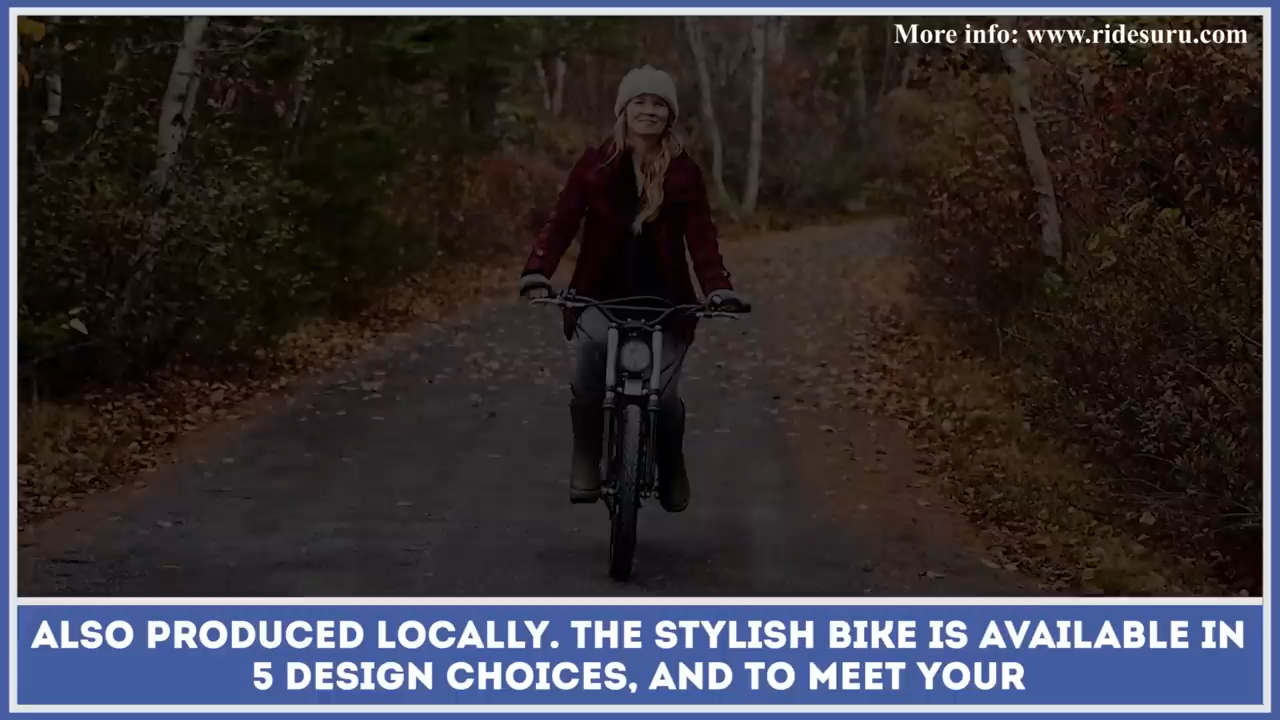 More info: www.ridesuru.com
ALSO PRODUCED LOCALLY. THE STYLISH BIKE IS AVAILABLE IN
5 DESIGN CHOICES, AND TO MEET YOUR